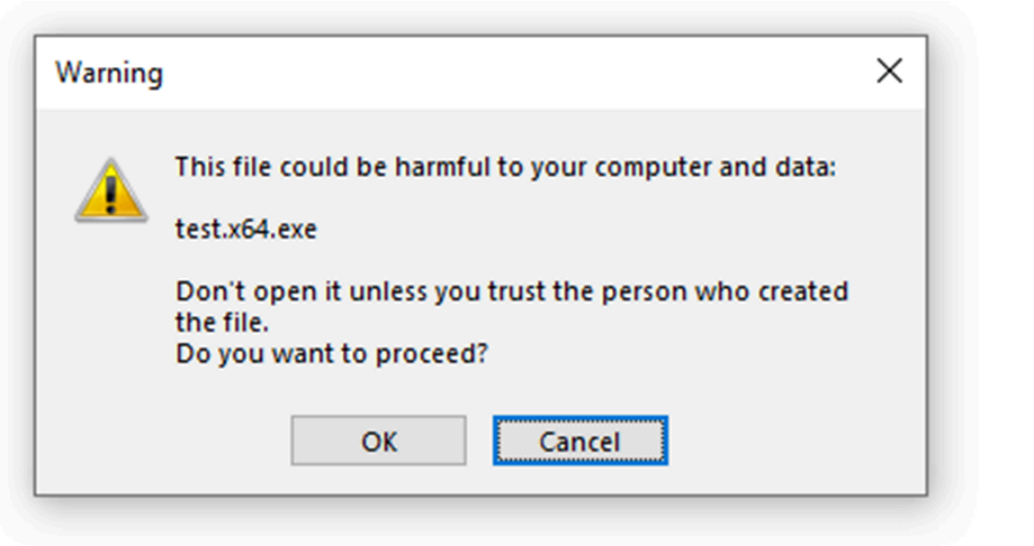 Warning
This file could be harmful to your computer and data:
test.x64.exe
Don't open it unless you trust the person who created
the file.
Do you want to proceed?
OK
Cancel